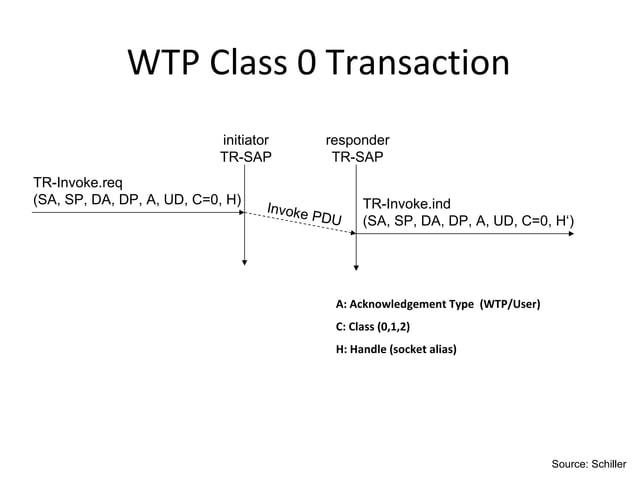 WTP Class 0 Transaction
initiator
TR-SAP
responder
TR-SAP
TR-Invoke.req
(SA, SP, DA, DP, A, UD, C=0, H)
Invoke PDU
TR-Invoke.ind
(SA, SP, DA, DP, A, UD, C=0, H‘)
A: Acknowledgement Type (WTP/User)
C: Class (0,1,2)
H: Handle (socket alias)
Source: Schiller